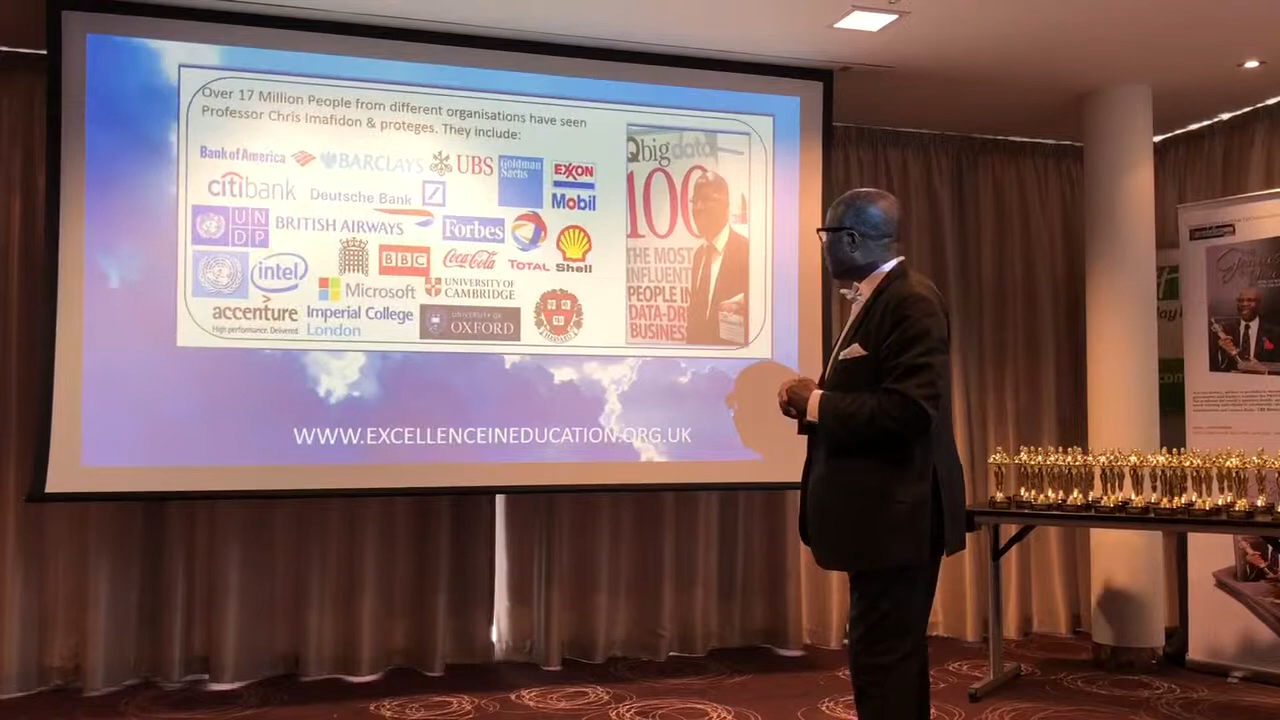 Over 17 Million People from different organisations have seen
Professor Chris Imafidon & proteges. They include:
Bank of America
BARCLAYS
UBS
Goldman
Sachs
EXXON
Mobil
citibank
Deutsche Bank
UN
DP
BRITISH AIRWAYS
Forbes
TOTAL
Shell
BBC
Coca-Cola
intel
Microsoft
UNIVERSITY OF
CAMBRIDGE
accenture
High performance. Delivered.
Imperial College
London
UNIVERSITY OF
OXFORD
big data
100
THE MOST
INFLUENT
PEOPLE IN
DATA-DR
BUSINES
WWW.EXCELLENCEINEDUCATION.ORG.UK